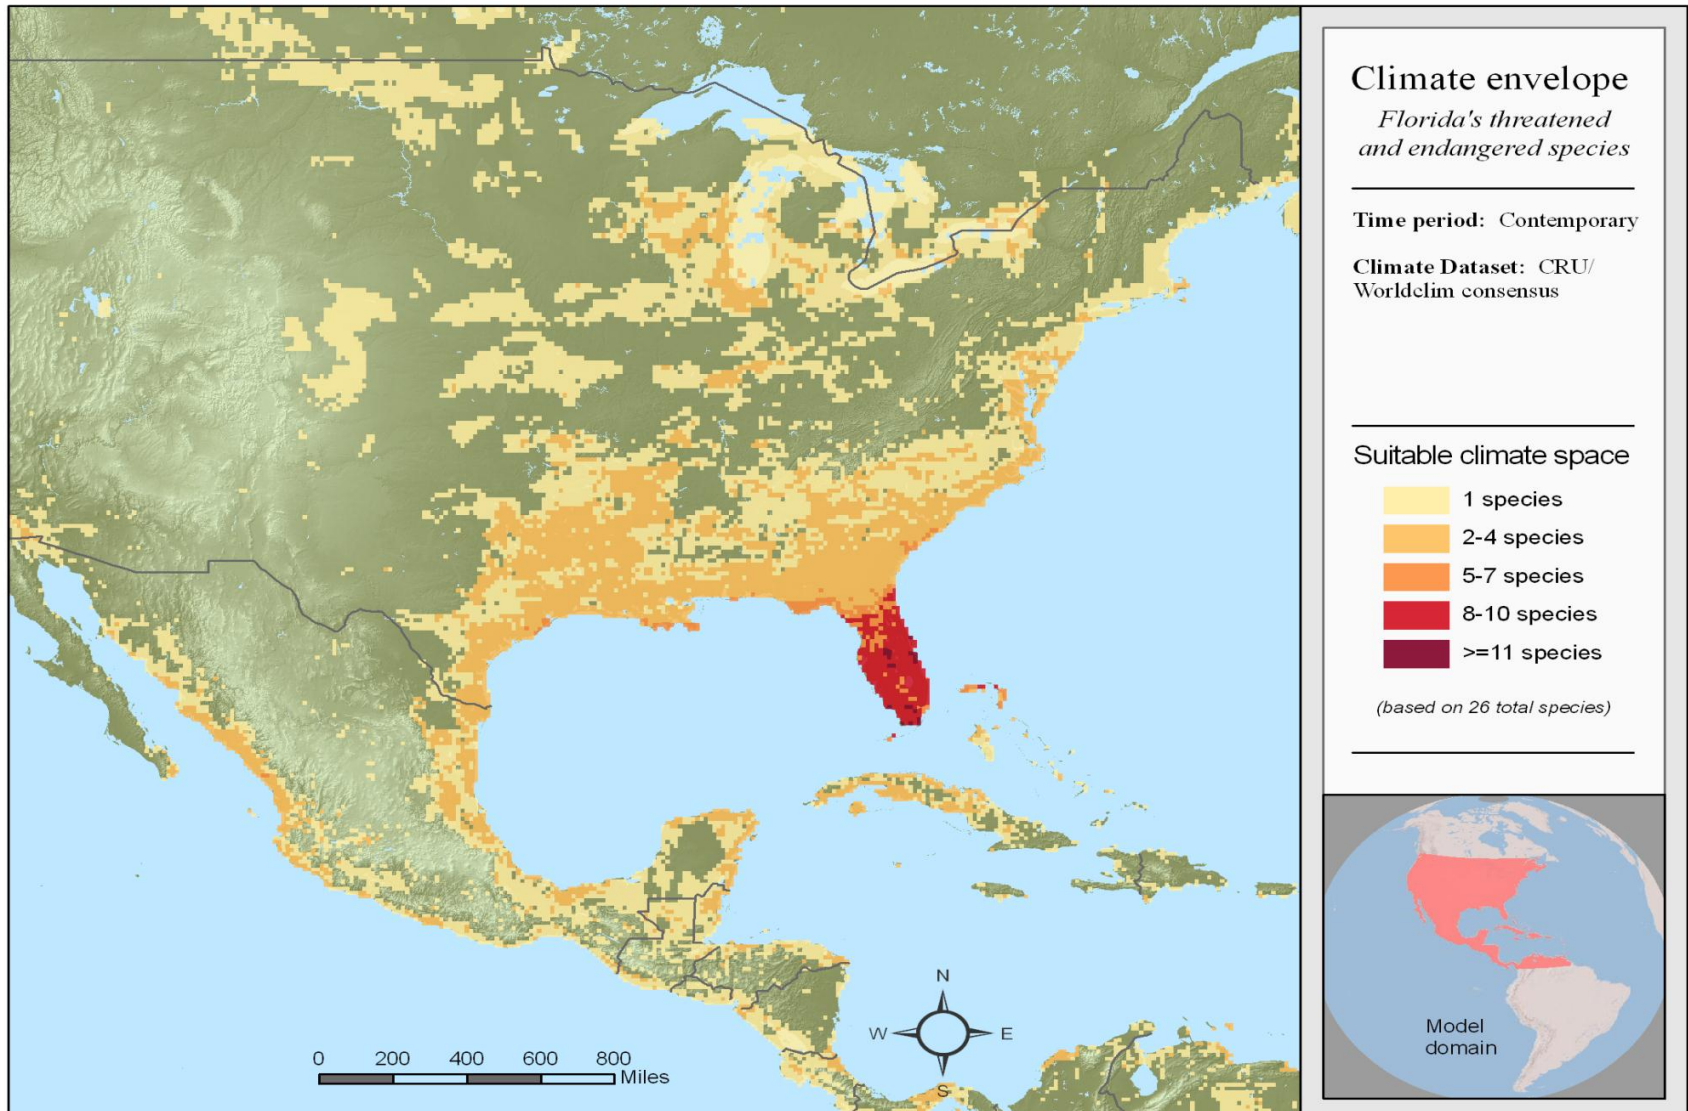 Climate envelope
Florida's threatened
and endangered species
Time period: Contemporary
Climate Dataset: CRU/
Worldclim consensus
Suitable climate space
1 species
2-4 species
5-7 species
8-10 species
>=11 species
(based on 26 total species)
Model
domain
N
W E
S
0 200 400 600 800
Miles